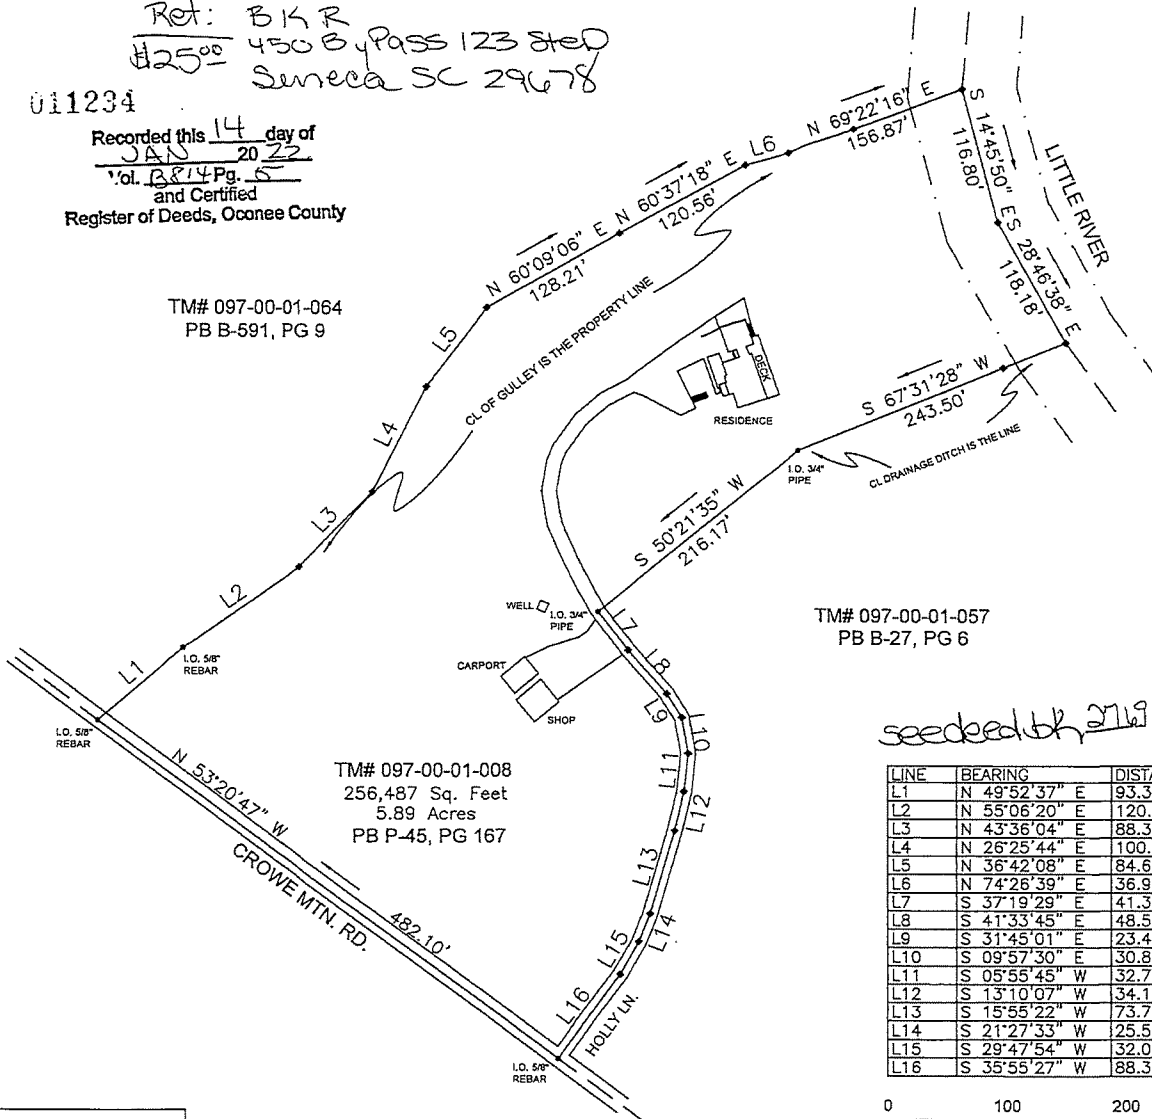 Ret: BKR
$25.00 450 ByPass 123 Ste D
Seneca SC 29678
011234
Recorded this 14 day of
JAN 20 22
Vol. B814 Pg. 5
and Certified
Register of Deeds, Oconee County
TM# 097-00-01-064
PB B-591, PG 9
N 69°22'16" E
156.87'
L6
N 60°37'18" E
120.56'
N 60°09'06" E
128.21'
S 14°45'50" E
116.80'
S 28°46'38" E
118.18'
LITTLE RIVER
L5
CL OF GULLEY IS THE PROPERTY LINE
L4
DECK
RESIDENCE
S 67°31'28" W
243.50'
CL DRAINAGE DITCH IS THE LINE
I.O. 3/4"
PIPE
L3
S 50°21'35" W
216.17'
L2
WELL
I.O. 3/4"
PIPE
L7
TM# 097-00-01-057
PB B-27, PG 6
L1
I.O. 5/8"
REBAR
CARPORT
L8
L9
SHOP
I.O. 5/8"
REBAR
L10
L11
see deed bk 2769
N 53°20'47" W
482.10'
CROWE MTN. RD.
TM# 097-00-01-008
256,487 Sq. Feet
5.89 Acres
PB P-45, PG 167
L12
L13
L14
L15
L16
HOLLY LN.
I.O. 5/8"
REBAR
LINE BEARING DISTA
L1 N 49°52'37" E 93.3
L2 N 55°06'20" E 120.
L3 N 43°36'04" E 88.3
L4 N 26°25'44" E 100.
L5 N 36°42'08" E 84.6
L6 N 74°26'39" E 36.9
L7 S 37°19'29" E 41.3
L8 S 41°33'45" E 48.5
L9 S 31°45'01" E 23.4
L10 S 09°57'30" E 30.8
L11 S 05°55'45" W 32.7
L12 S 13°10'07" W 34.1
L13 S 15°55'22" W 73.7
L14 S 21°27'33" W 25.5
L15 S 29°47'54" W 32.0
L16 S 35°55'27" W 88.3
0 100 200